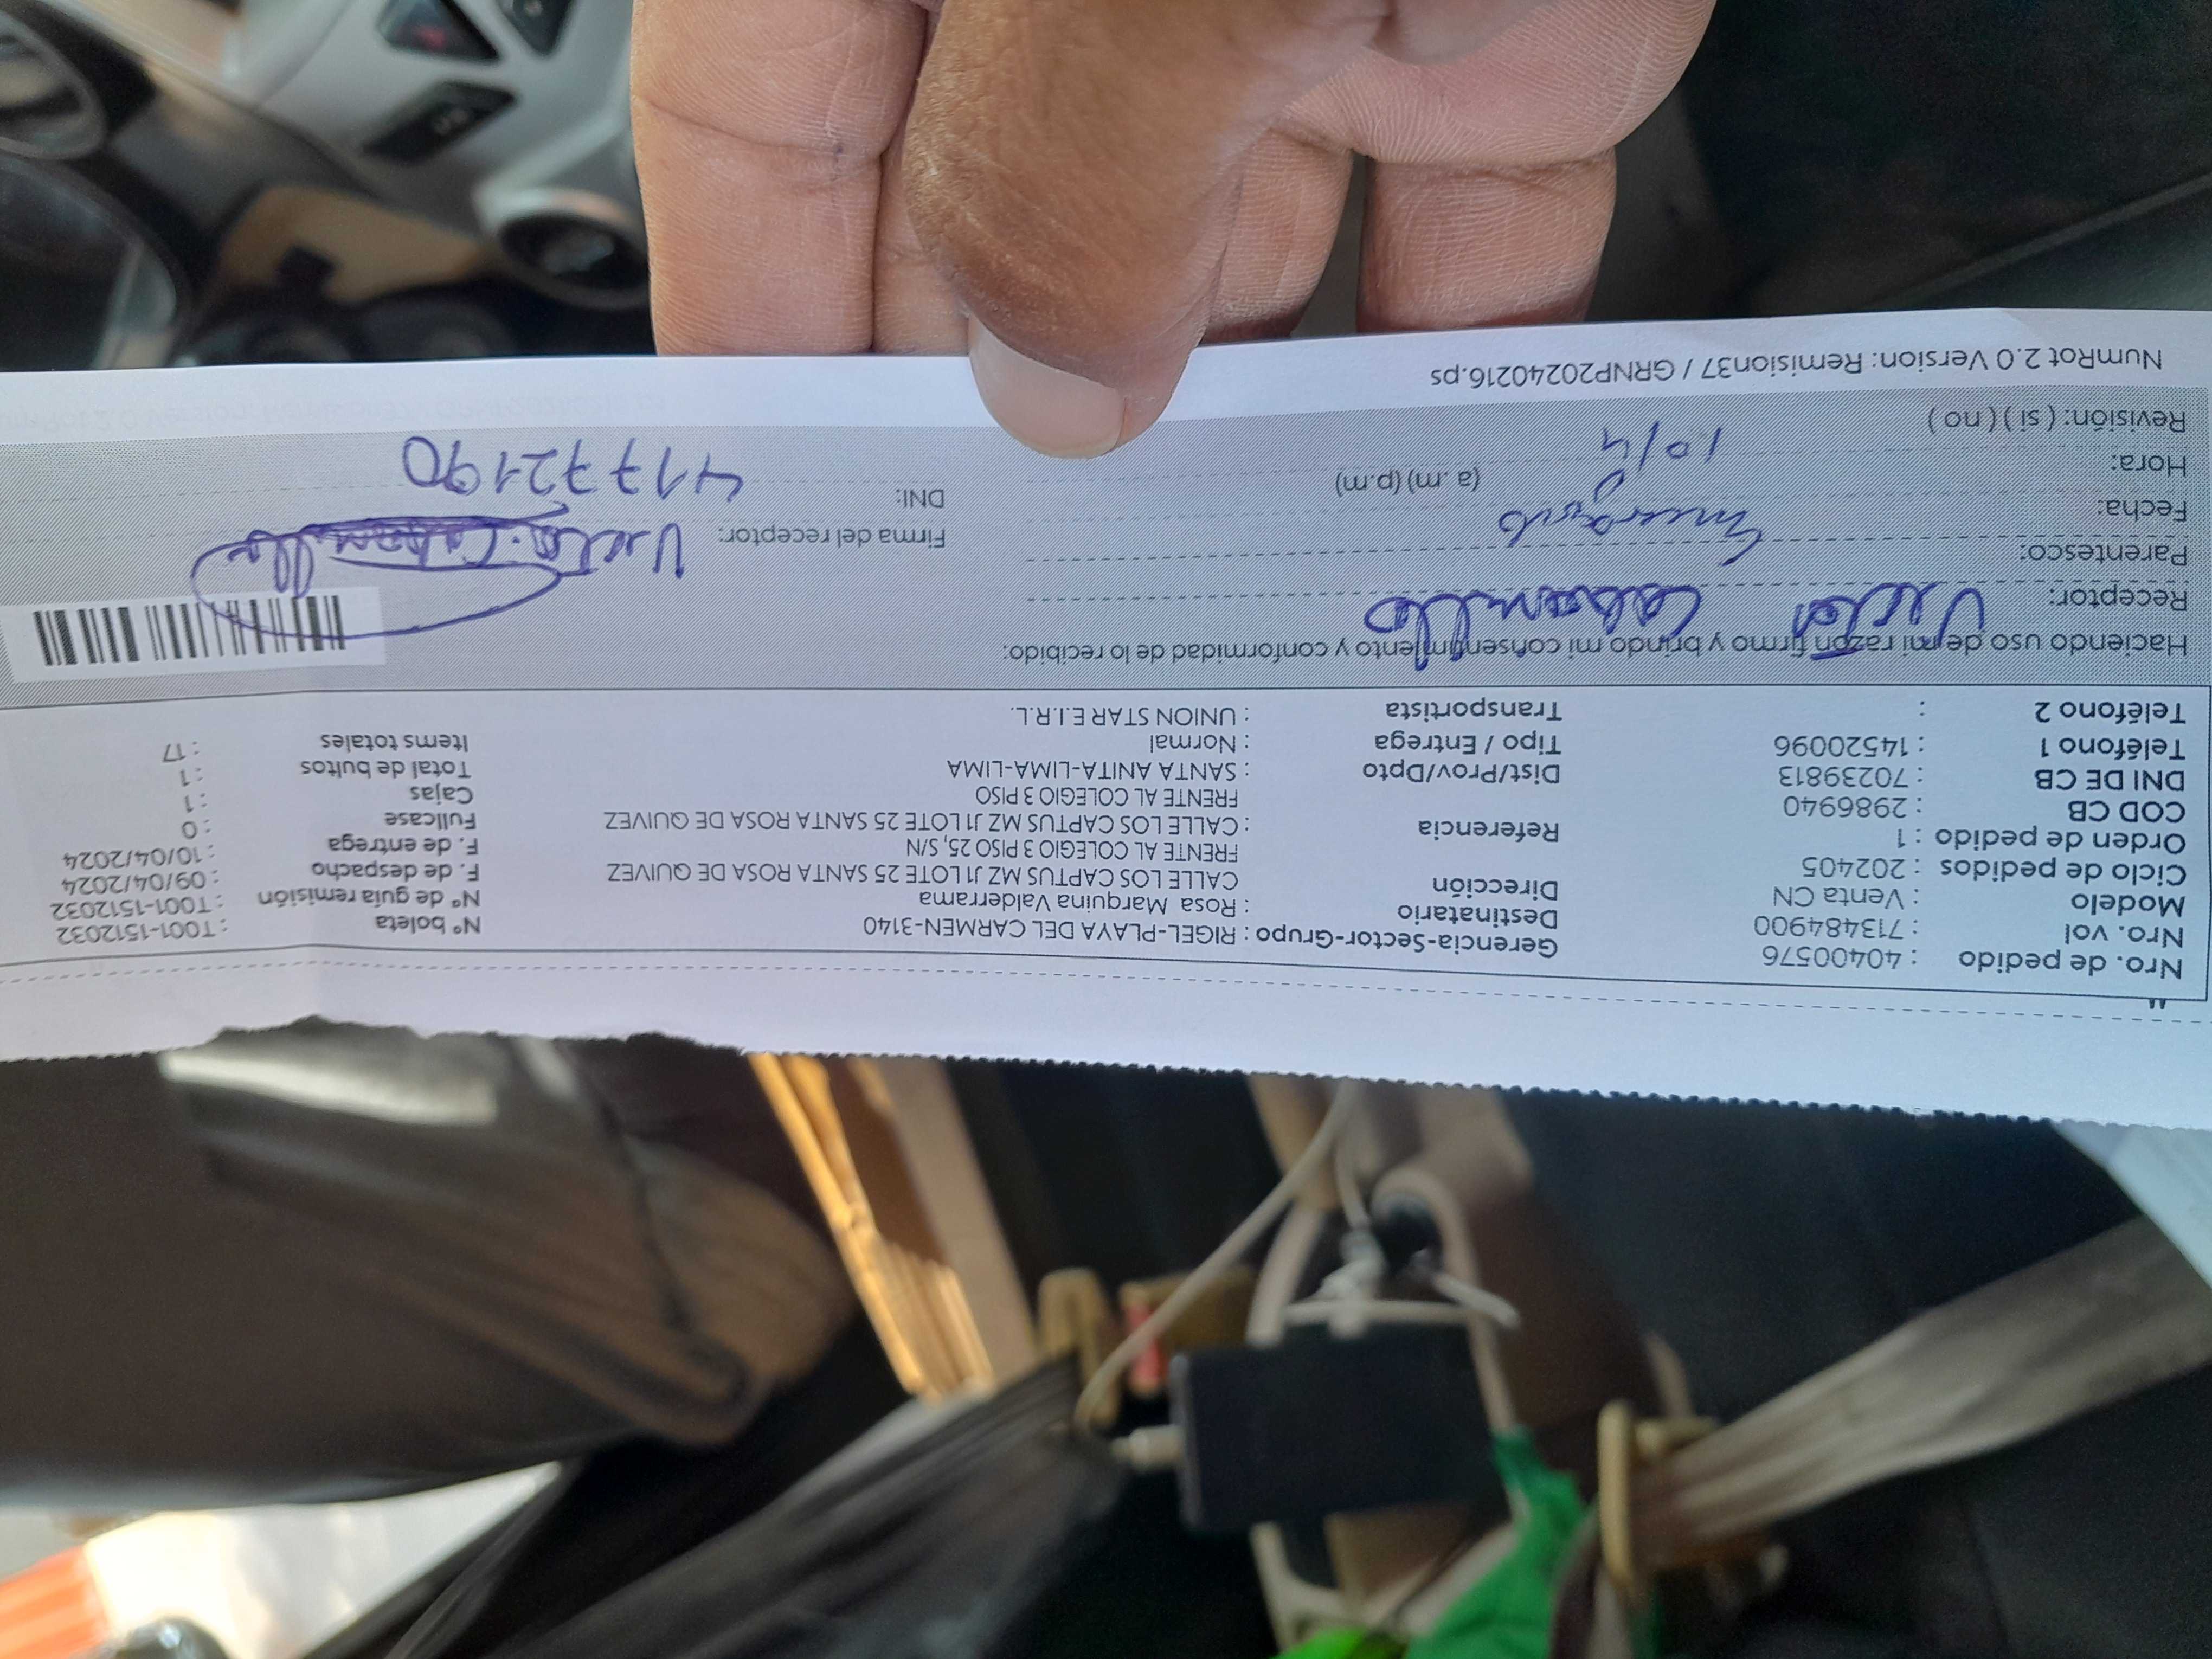 Nro. de pedido : 40400576 Gerencia-Sector-Grupo : RIGEL-PLAYA DEL CARMEN-3140 N° boleta : T001-1512032
Nro. vol : 713484900 Destinatario : Rosa Marquina Valderrama N° de guía remisión : T001-1512032
Modelo : Venta CN Dirección CALLE LOS CAPTUS MZ J1 LOTE 25 SANTA ROSA DE QUIVEZ F. de despacho : 09/04/2024
Ciclo de pedidos : 202405 FRENTE AL COLEGIO 3 PISO 25, S/N F. de entrega : 10/04/2024
Orden de pedido : 1 Referencia : CALLE LOS CAPTUS MZ J1 LOTE 25 SANTA ROSA DE QUIVEZ Fullcase : 0
COD CB : 2986940 FRENTE AL COLEGIO 3 PISO Cajas : 1
DNI DE CB : 70239813 Dist/Prov/Dpto : SANTA ANITA-LIMA-LIMA Total de bultos : 1
Teléfono 1 : 14520096 Tipo / Entrega : Normal Items totales : 17
Teléfono 2 : Transportista : UNION STAR E.I.R.L.
Haciendo uso de mi razón firmo y brindo mi consentimiento y conformidad de lo recibido:
Receptor:
Parentesco: Firma del receptor:
Fecha: DNI: 41772190
Hora: 10/4 (a.m) (p.m)
Revisión: ( si ) ( no )
NumRot 2.0 Version: Remision37 / GRNP20240216.ps